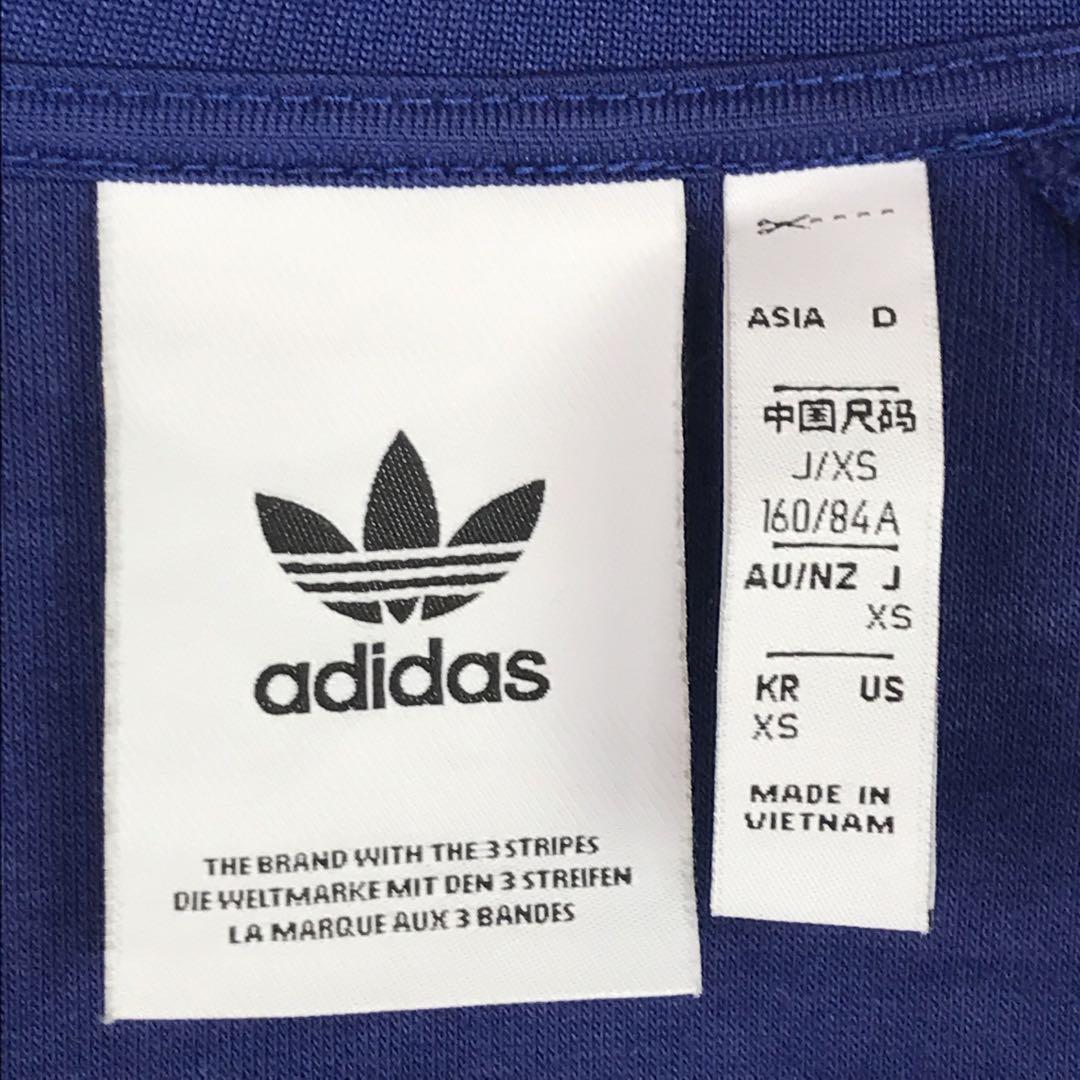 adidas
THE BRAND WITH THE 3 STRIPES
DIE WELTMARKE MIT DEN 3 STREIFEN
LA MARQUE AUX 3 BANDES
ASIA D
中国尺码
J/XS
160/84A
AU/NZ J
XS
KR US
XS
MADE IN
VIETNAM